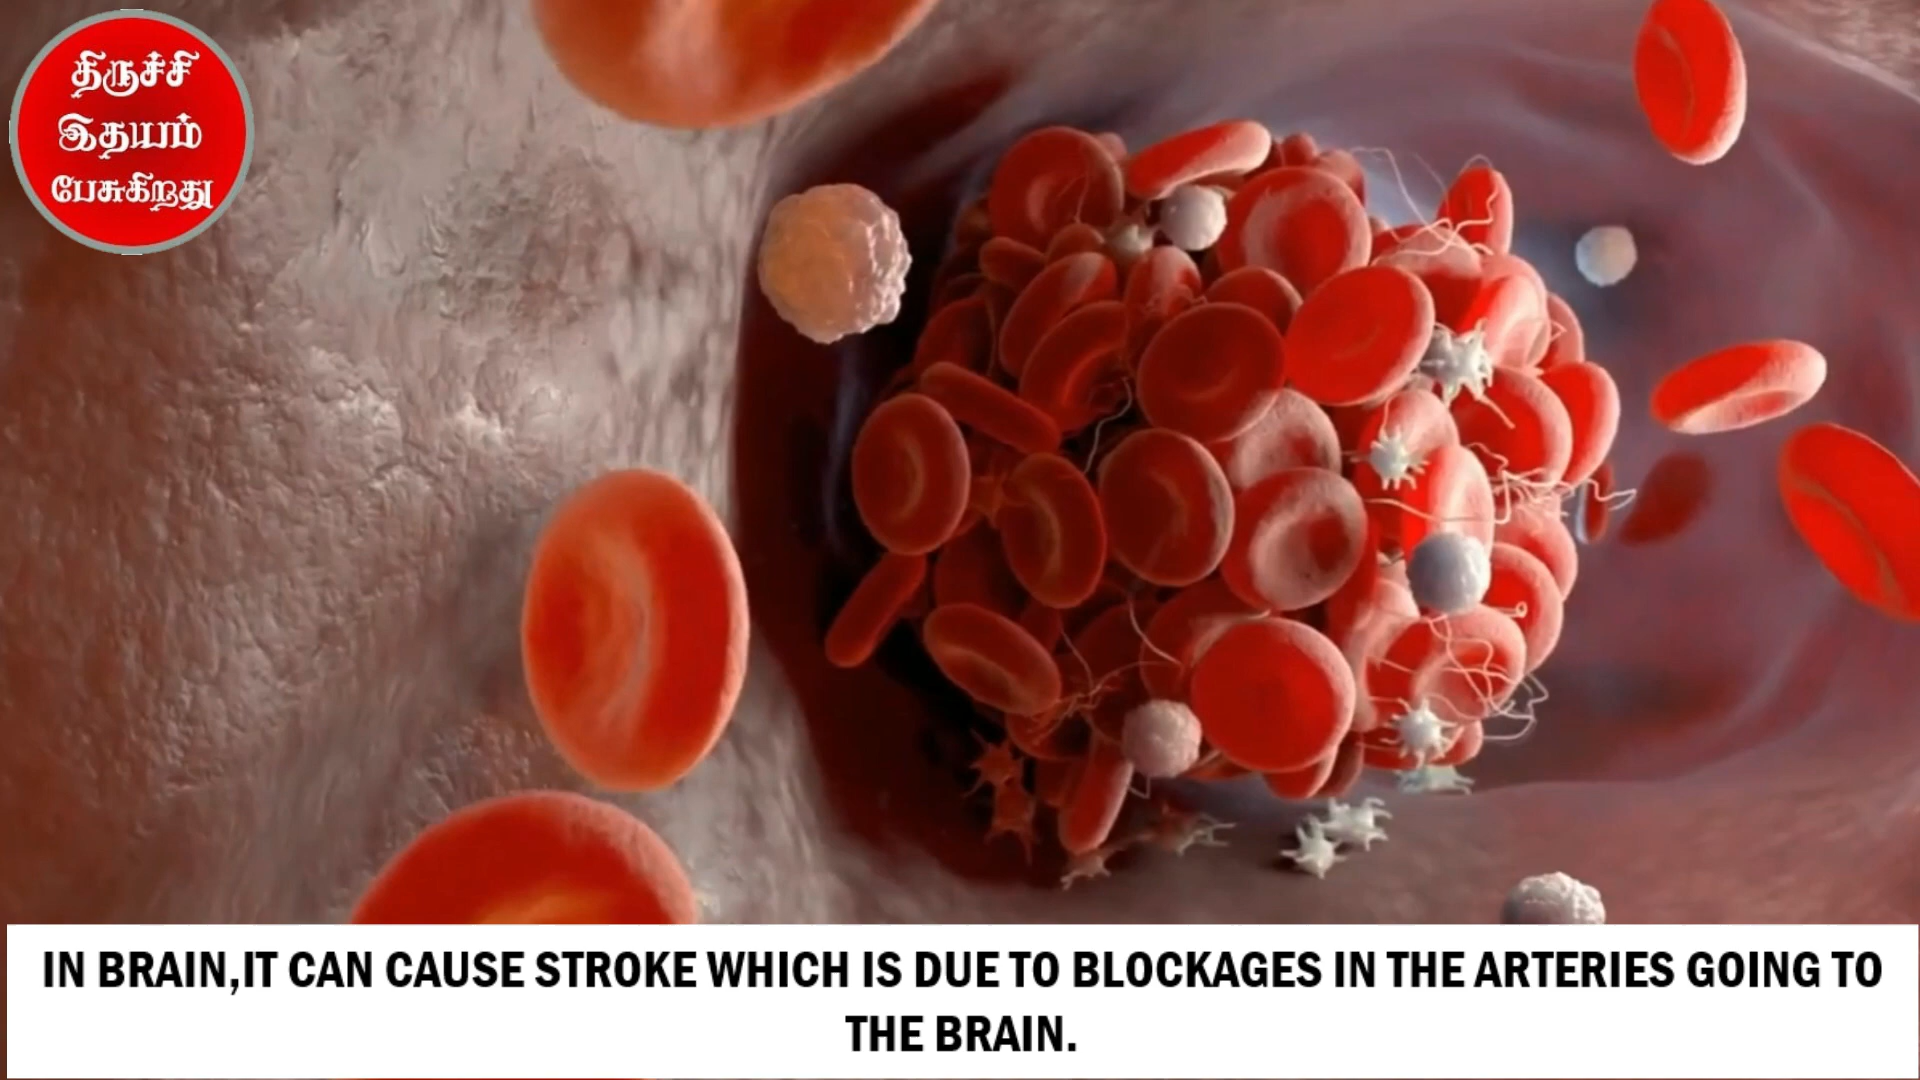 திருச்சி
இதயம்
பேசுகிறது
IN BRAIN,IT CAN CAUSE STROKE WHICH IS DUE TO BLOCKAGES IN THE ARTERIES GOING TO
THE BRAIN.